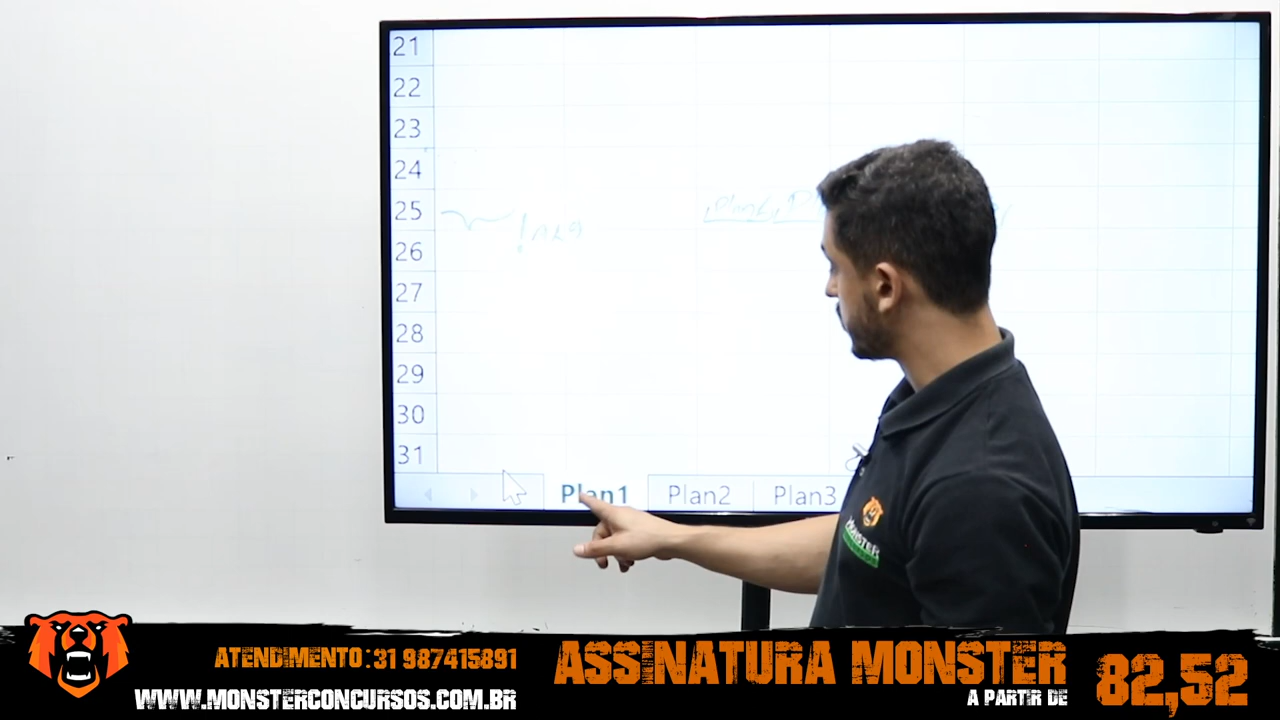 21
22
23
24
25
26
27
28
29
30
31
Plan1
Plan2
Plan3
MONSTER
ATENDIMENTO: 31 987415891
WWW.MONSTERCONCURSOS.COM.BR
ASSINATURA MONSTER
A PARTIR DE
82,52